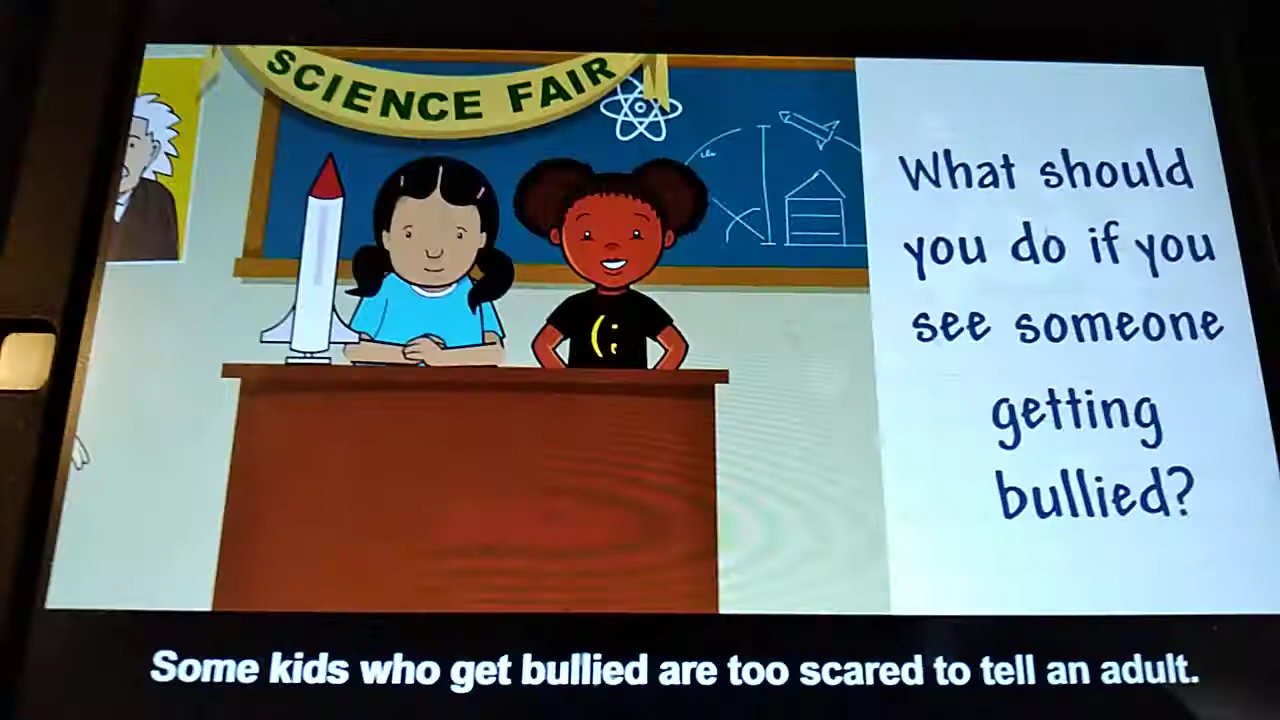 SCIENCE FAIR
What should
you do if you
see someone
getting
bullied?
Some kids who get bullied are too scared to tell an adult.